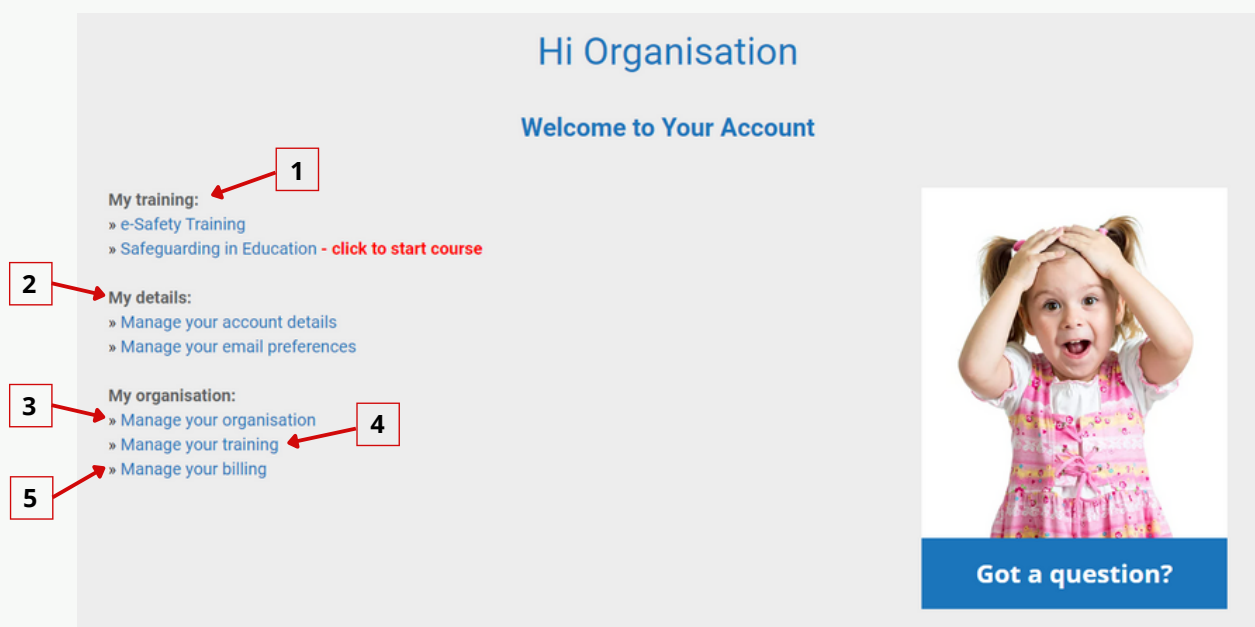 Hi Organisation
Welcome to Your Account
1
My training:
» e-Safety Training
» Safeguarding in Education - click to start course
2
My details:
» Manage your account details
» Manage your email preferences
My organisation:
3
» Manage your organisation
4
» Manage your training
» Manage your billing
5
Got a question?